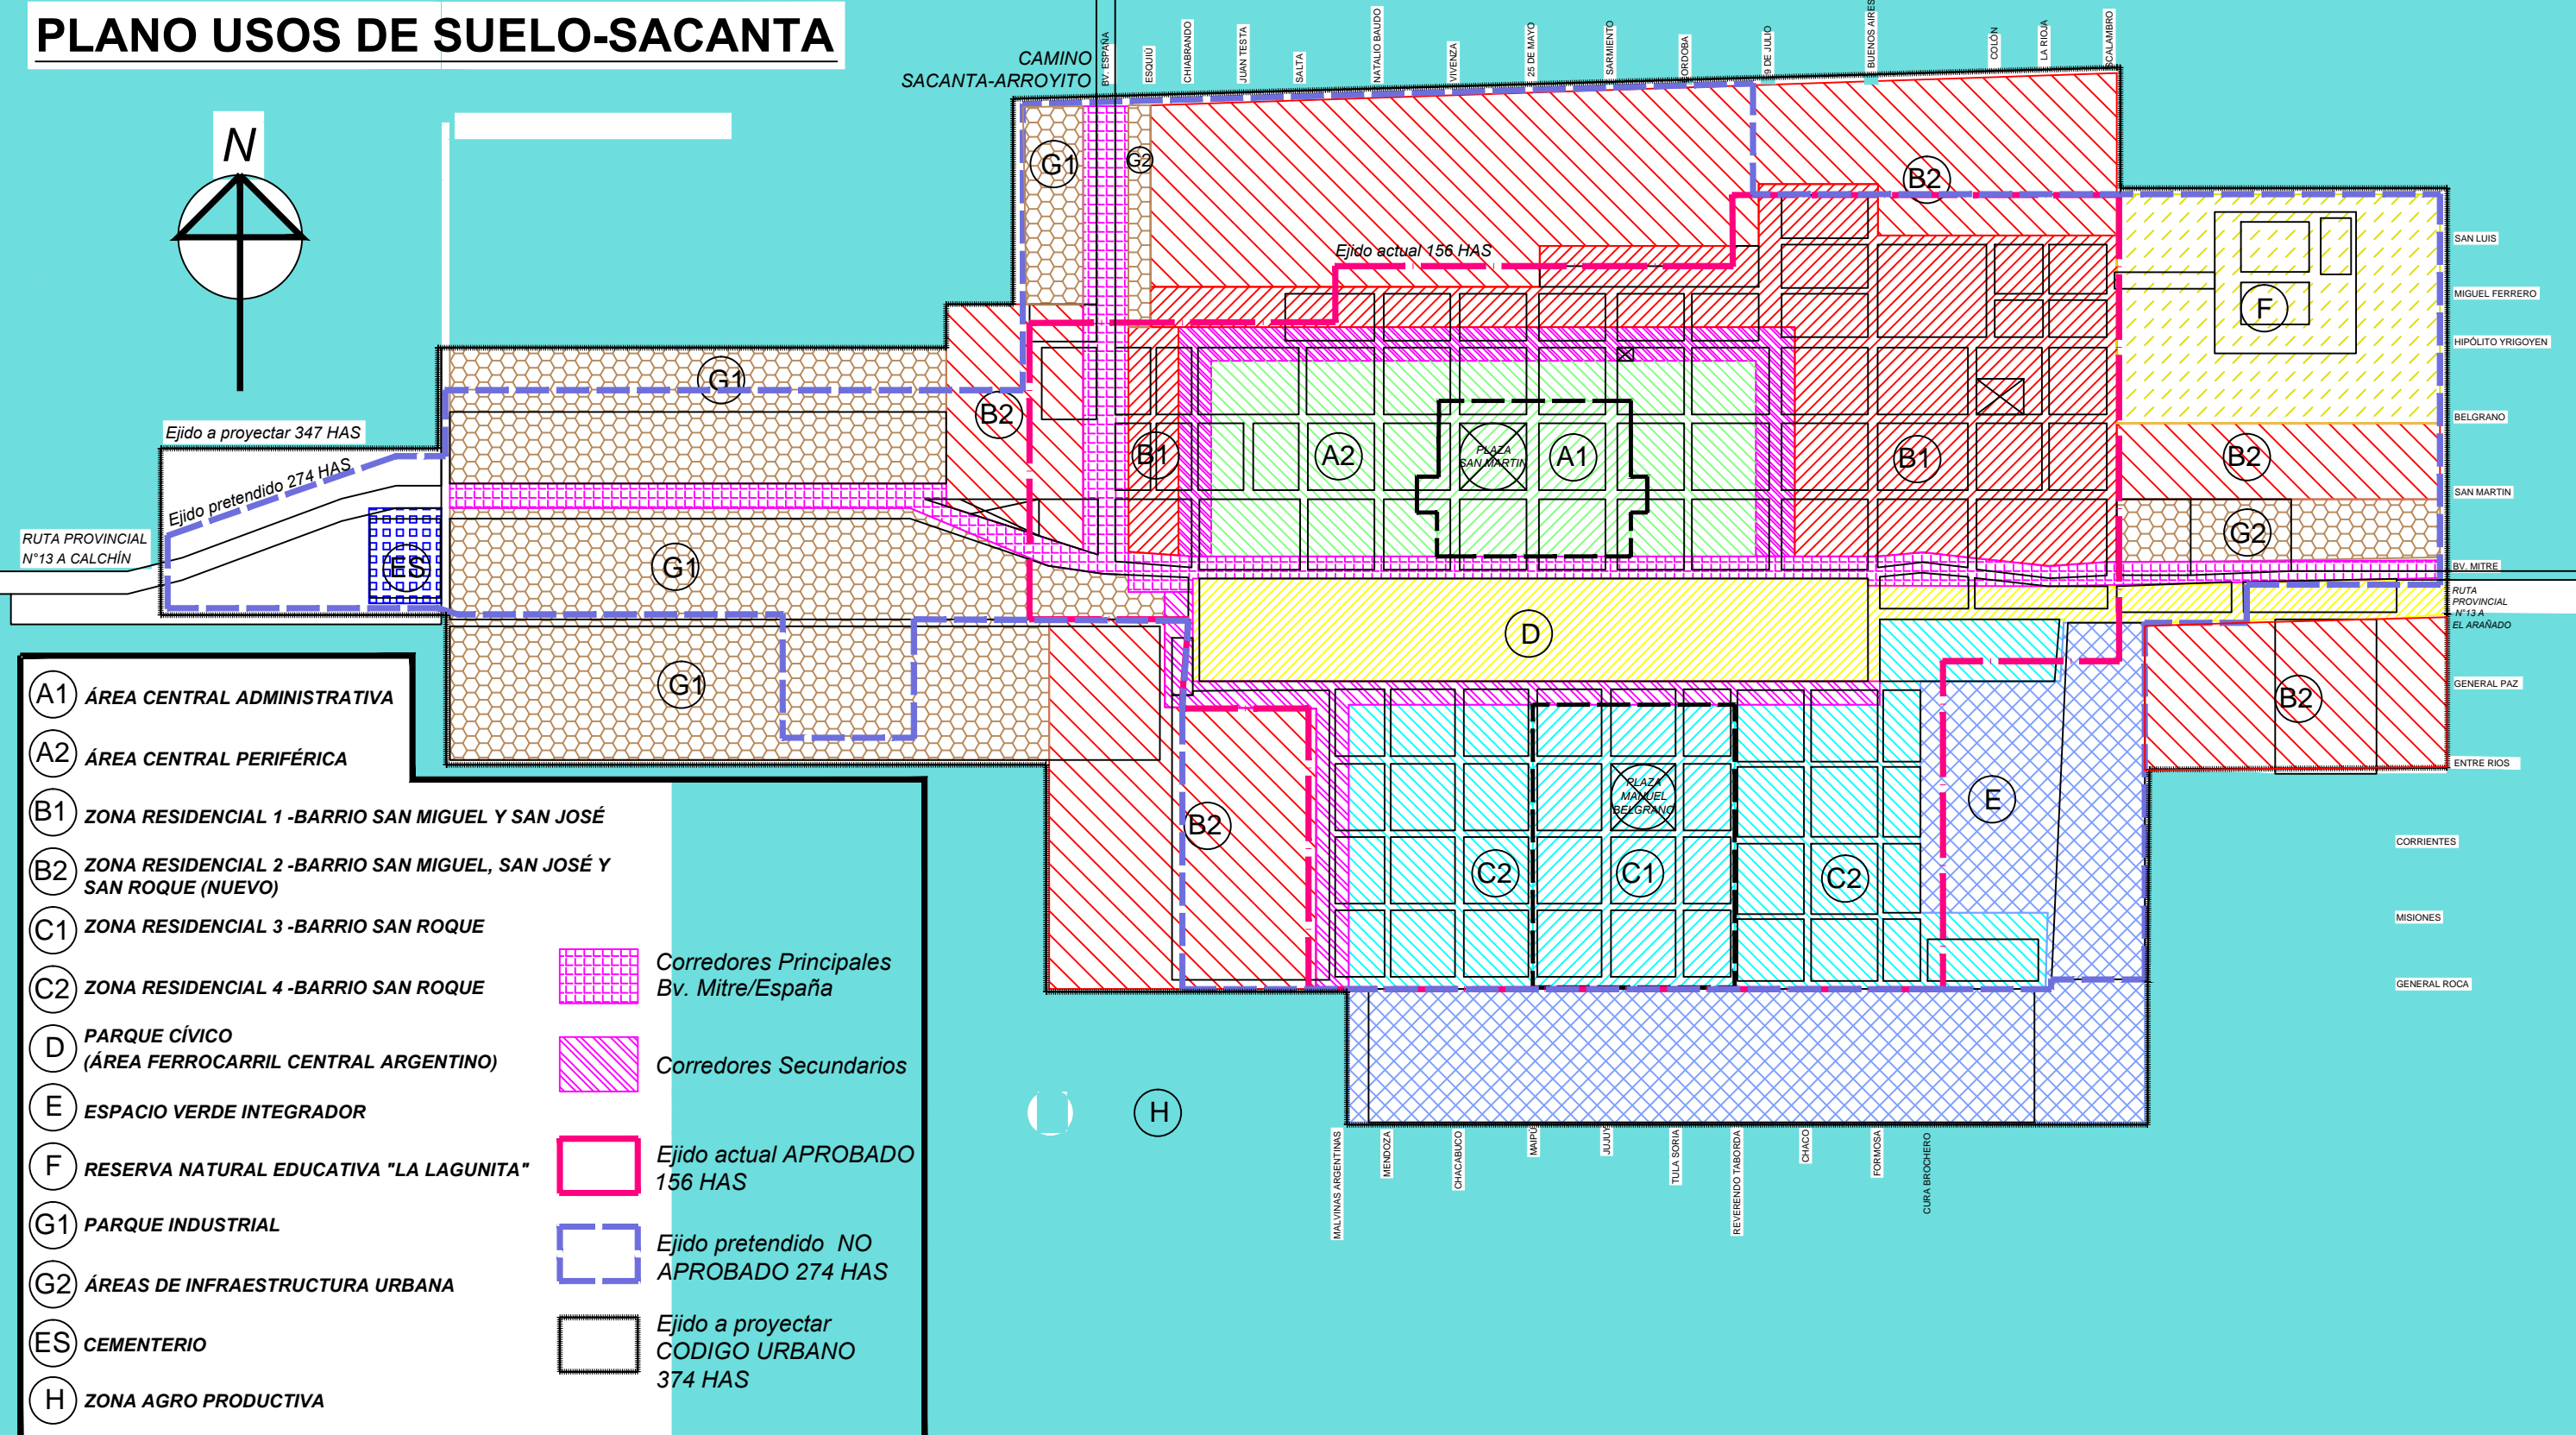 PLANO USOS DE SUELO-SACANTA
CAMINO
SACANTA-ARROYITO
BV. ESPAÑA
ESQUIÚ
CHIABRANDO
JUAN TESTA
SALTA
NATALIO BAUDO
VIVENZA
25 DE MAYO
SARMIENTO
CORDOBA
9 DE JULIO
BUENOS AIRES
COLÓN
LA RIOJA
SCALAMBRO
N
G1
G2
B2
Ejido actual 156 HAS
SAN LUIS
MIGUEL FERRERO
F
HIPÓLITO YRIGOYEN
G1
B2
BELGRANO
Ejido a proyectar 347 HAS
Ejido pretendido 274 HAS
B1
A2
PLAZA
SAN MARTIN
A1
B1
B2
SAN MARTIN
G2
RUTA PROVINCIAL
N°13 A CALCHÍN
ES
G1
BV. MITRE
RUTA
PROVINCIAL
N°13 A
EL ARAÑADO
D
G1
GENERAL PAZ
B2
ENTRE RIOS
PLAZA
MANUEL
BELGRANO
E
B2
C2
C1
C2
CORRIENTES
MISIONES
GENERAL ROCA
H
MALVINAS ARGENTINAS
MENDOZA
CHACABUCO
MAIPÚ
JUJUY
TULA SORIA
REVERENDO TABORDA
CHACO
FORMOSA
CURA BROCHERO
A1 ÁREA CENTRAL ADMINISTRATIVA
A2 ÁREA CENTRAL PERIFÉRICA
B1 ZONA RESIDENCIAL 1 -BARRIO SAN MIGUEL Y SAN JOSÉ
B2 ZONA RESIDENCIAL 2 -BARRIO SAN MIGUEL, SAN JOSÉ Y
SAN ROQUE (NUEVO)
C1 ZONA RESIDENCIAL 3 -BARRIO SAN ROQUE
C2 ZONA RESIDENCIAL 4 -BARRIO SAN ROQUE
D PARQUE CÍVICO
(ÁREA FERROCARRIL CENTRAL ARGENTINO)
E ESPACIO VERDE INTEGRADOR
F RESERVA NATURAL EDUCATIVA "LA LAGUNITA"
G1 PARQUE INDUSTRIAL
G2 ÁREAS DE INFRAESTRUCTURA URBANA
ES CEMENTERIO
H ZONA AGRO PRODUCTIVA
Corredores Principales
Bv. Mitre/España
Corredores Secundarios
Ejido actual APROBADO
156 HAS
Ejido pretendido NO
APROBADO 274 HAS
Ejido a proyectar
CODIGO URBANO
374 HAS